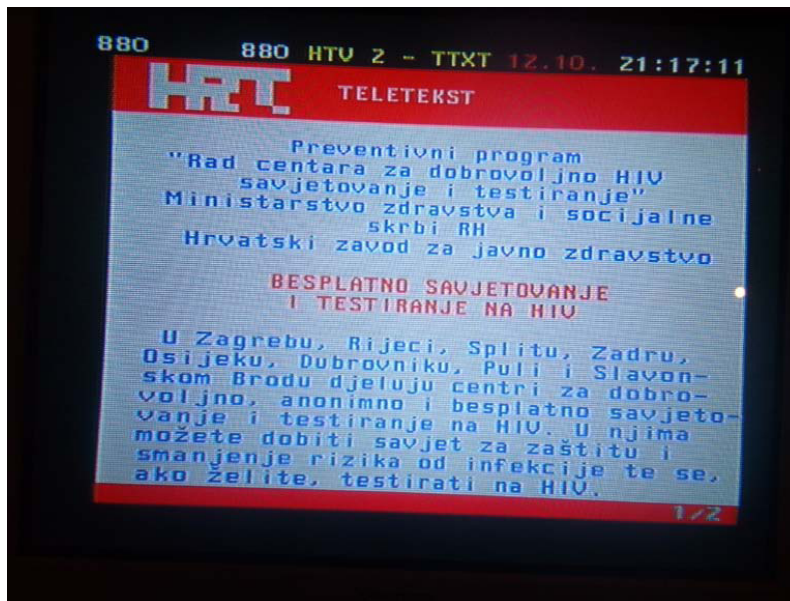 880 880 HTV 2 - TTXT 12.10. 21:17:11
HRT TELETEKST
Preventivni program
"Rad centara za dobrovoljno HIV
savjetovanje i testiranje"
Ministarstvo zdravstva i socijalne
skrbi RH
Hrvatski zavod za javno zdravstvo
BESPLATNO SAVJETOVANJE
I TESTIRANJE NA HIV
U Zagrebu, Rijeci, Splitu, Zadru,
Osijeku, Dubrovniku, Puli i Slavon-
skom Brodu djeluju centri za dobro-
voljno, anonimno i besplatno savjeto-
vanje i testiranje na HIV. U njima
možete dobiti savjet za zaštitu i
smanjenje rizika od infekcije te se,
ako želite, testirati na HIV.
1/2